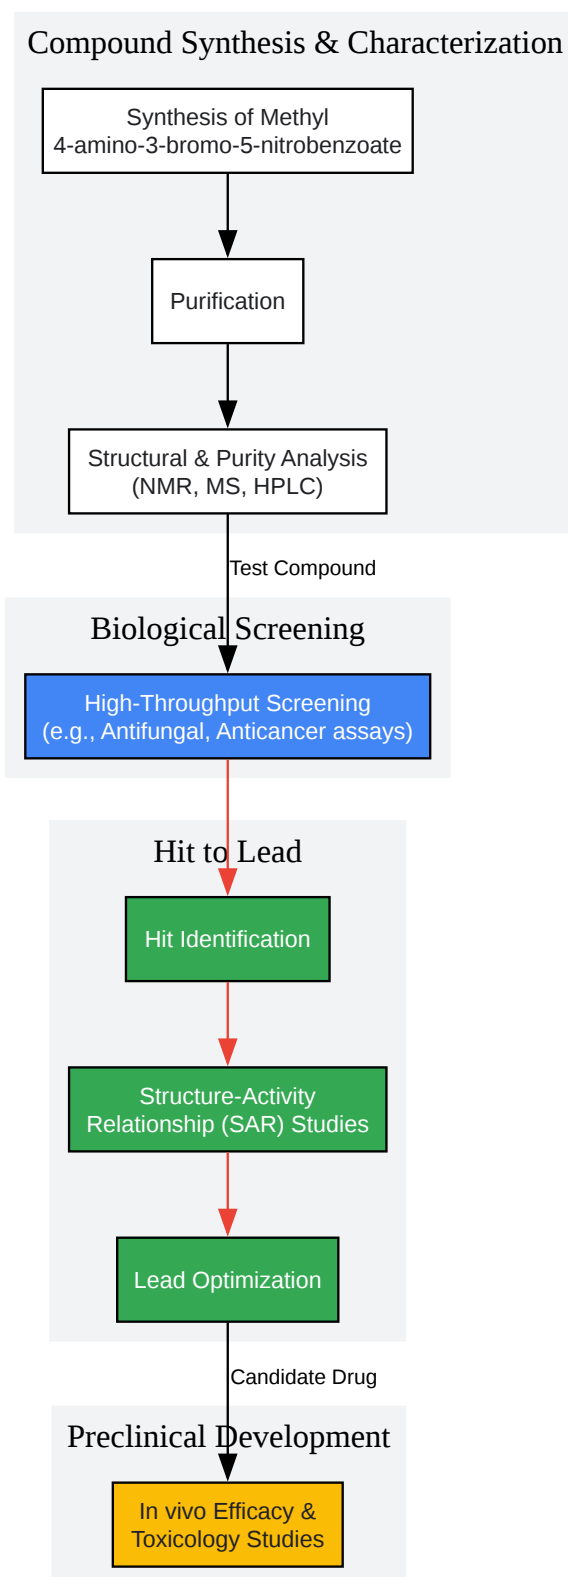 Compound Synthesis & Characterization
Synthesis of Methyl
4-amino-3-bromo-5-nitrobenzoate
Purification
Structural & Purity Analysis
(NMR, MS, HPLC)
Test Compound
Biological Screening
High-Throughput Screening
(e.g., Antifungal, Anticancer assays)
Hit to Lead
Hit Identification
Structure-Activity
Relationship (SAR) Studies
Lead Optimization
Candidate Drug
Preclinical Development
In vivo Efficacy &
Toxicology Studies